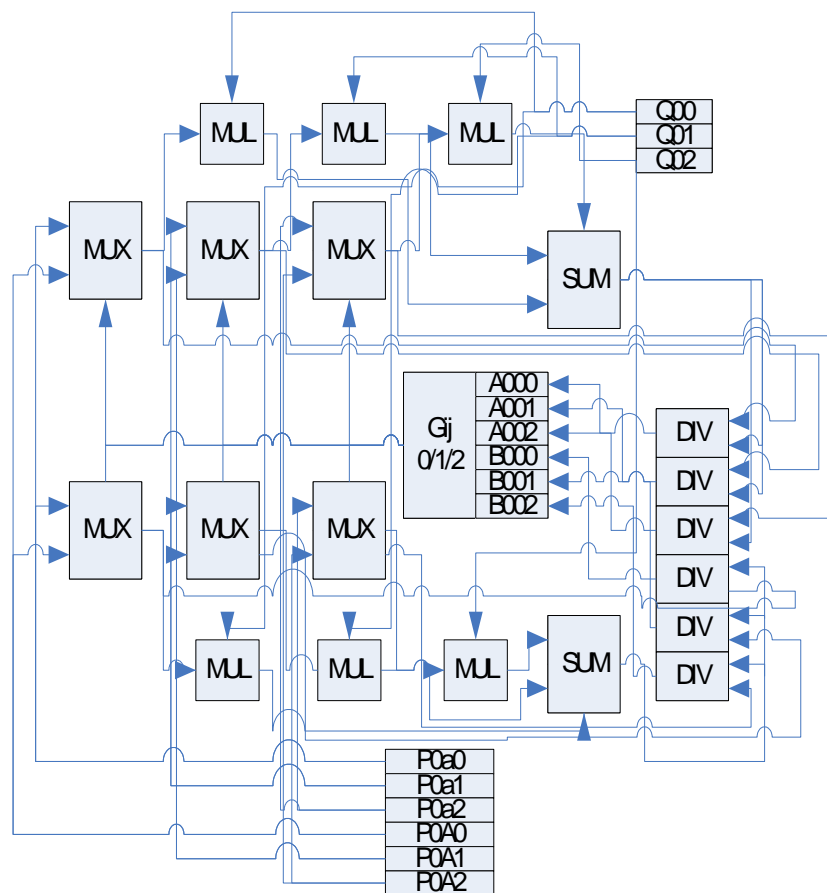 MUL
MUL
MUL
Q00
Q01
Q02
MUX
MUX
MUX
SUM
Gij
0/1/2
A000
A001
A002
B000
B001
B002
DIV
DIV
DIV
DIV
DIV
DIV
MUX
MUX
MUX
MUL
MUL
MUL
SUM
P0a0
P0a1
P0a2
P0A0
P0A1
P0A2